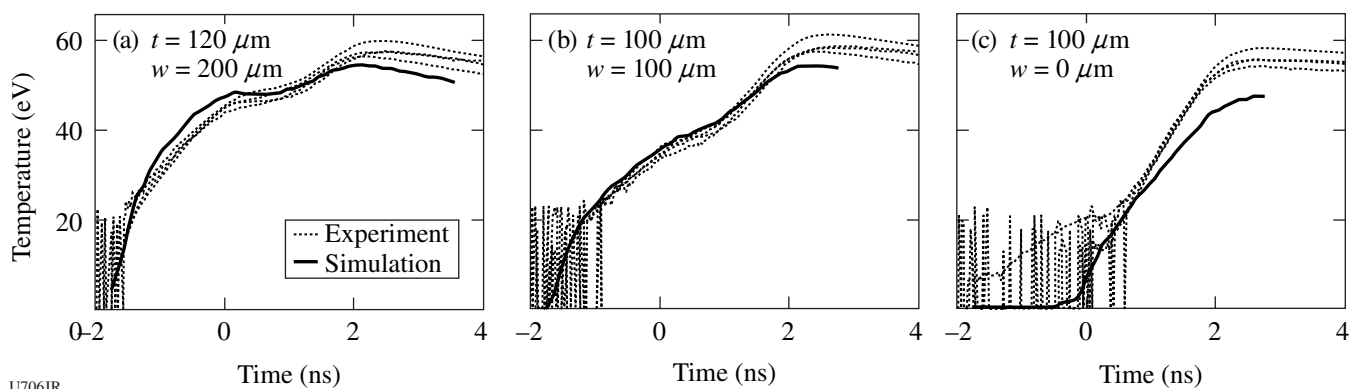 (a) t = 120 μm
w = 200 μm
(b) t = 100 μm
w = 100 μm
(c) t = 100 μm
w = 0 μm
Temperature (eV)
60
40
20
0
Experiment
Simulation
–2 0 2 4
–2 0 2 4
–2 0 2 4
Time (ns)
Time (ns)
Time (ns)
U706JR